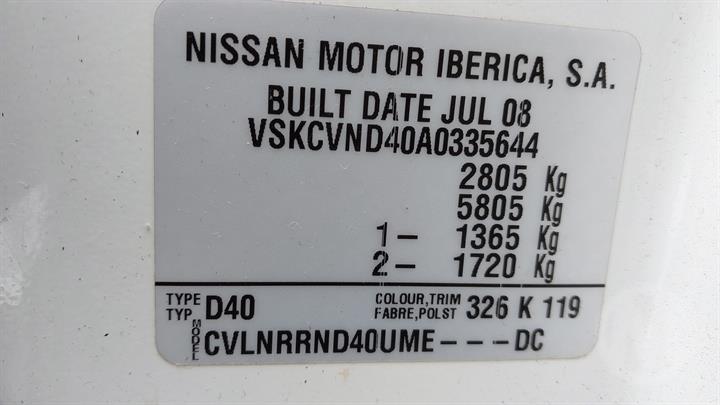 NISSAN MOTOR IBERICA, S.A.
BUILT DATE JUL 08
VSKCVND40A0335644
2805 Kg
5805 Kg
1– 1365 Kg
2– 1720 Kg
TYPE
TYP. D40 COLOUR,TRIM
FABRE,POLST 326 K 119
MODEL CVLNRRND40UME–––DC